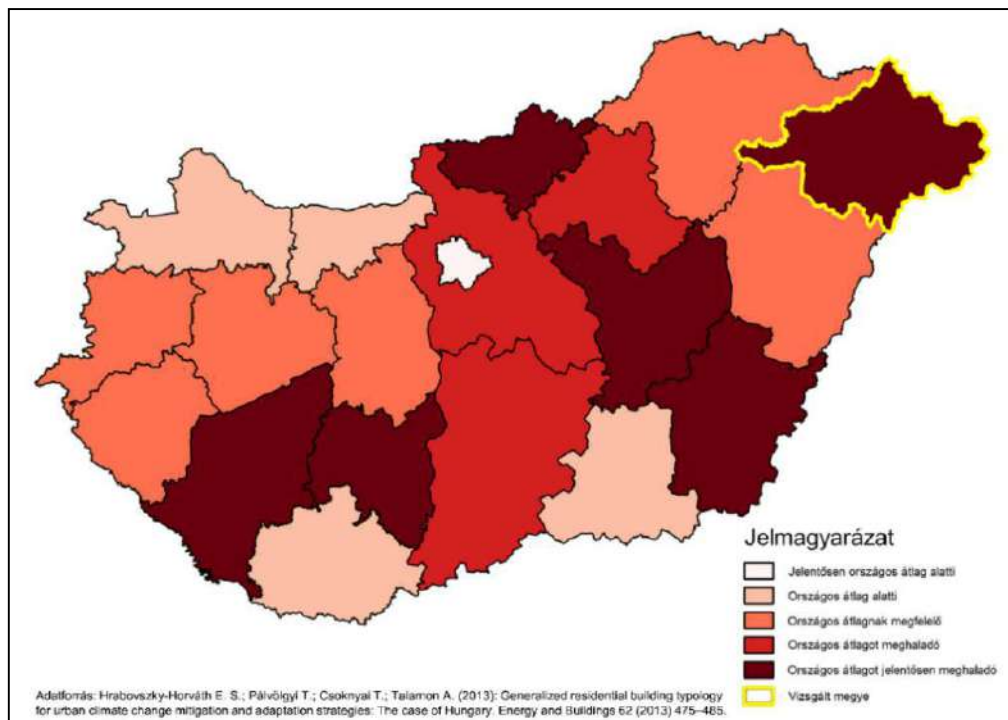 Jelmagyarázat
Jelentősen országos átlag alatti
Országos átlag alatti
Országos átlagnak megfelelő
Országos átlagot meghaladó
Országos átlagot jelentősen meghaladó
Vizsgált megye
Adatforrás: Hrabovszky-Horváth E. S.; Pálvölgyi T.; Csoknyai T.; Talamon A. (2013): Generalized residential building typology
for urban climate change mitigation and adaptation strategies: The case of Hungary. Energy and Buildings 62 (2013) 475–485.